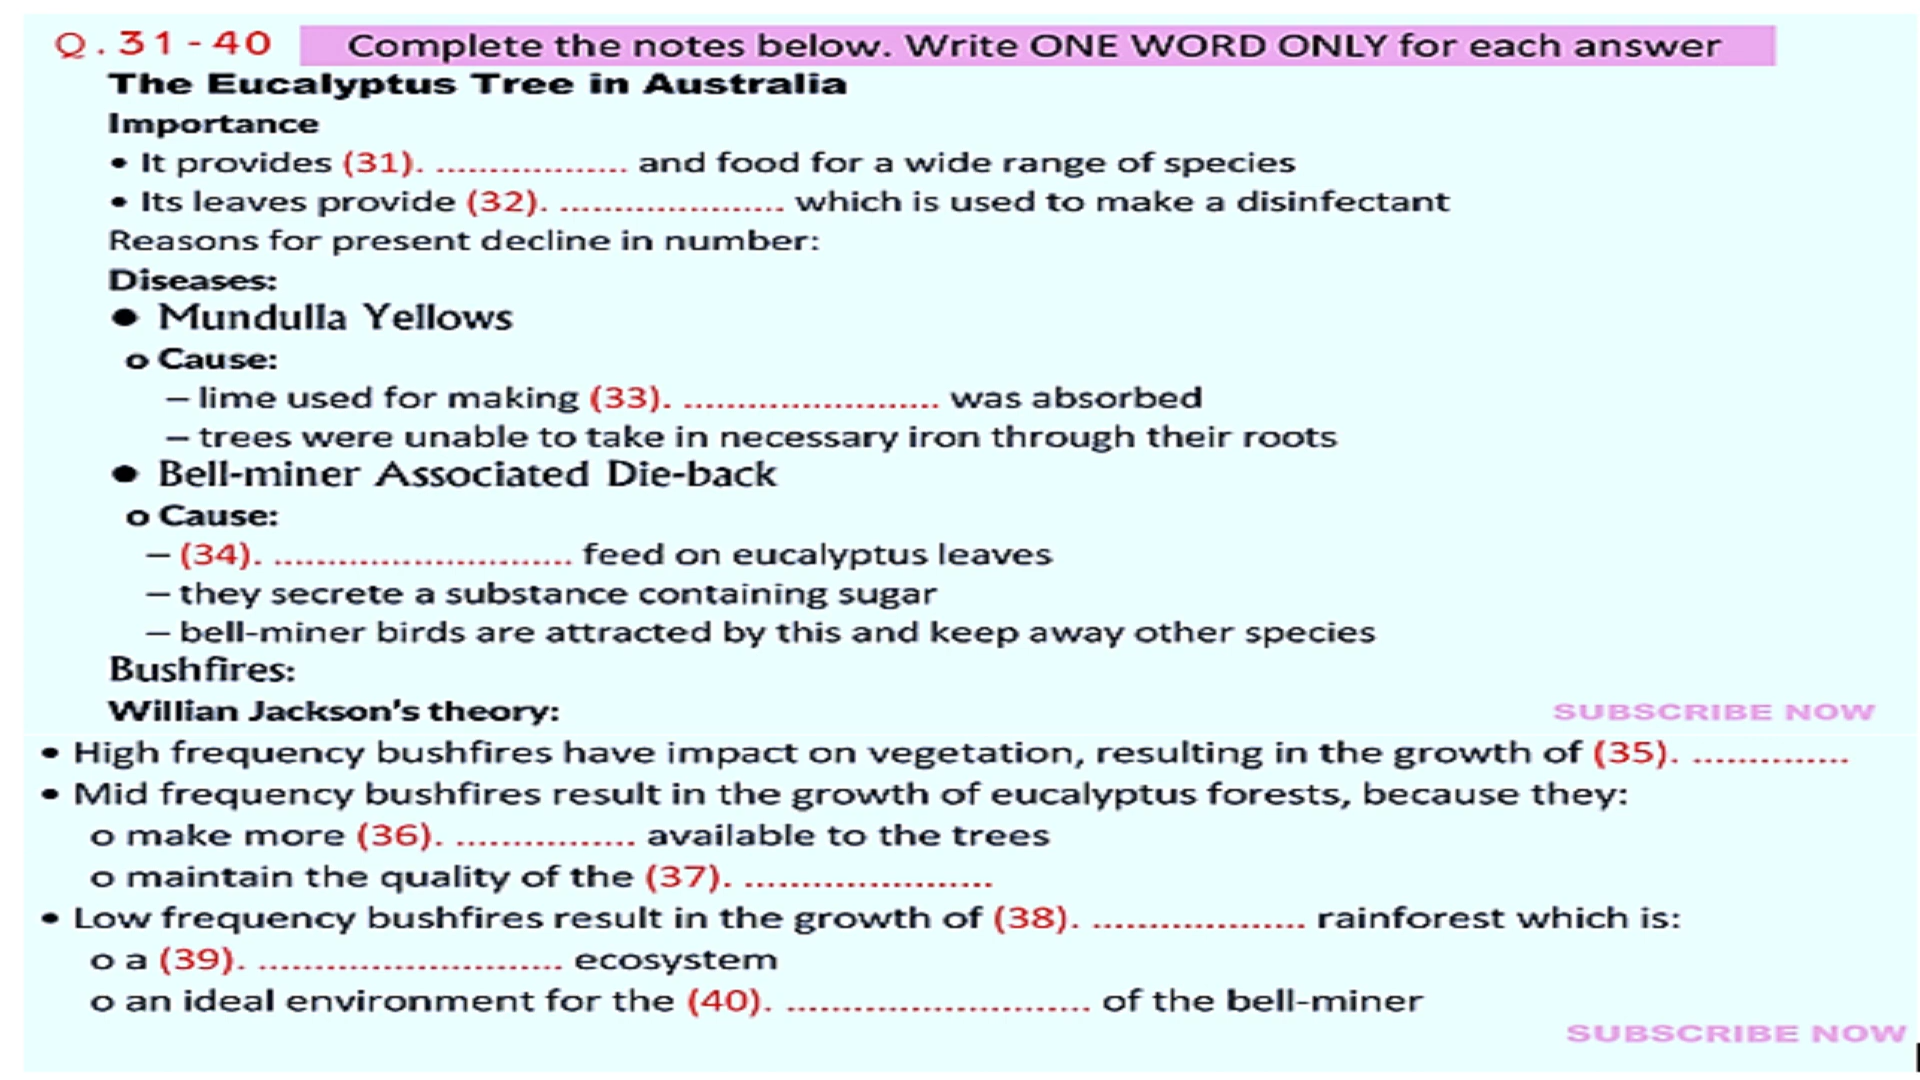 Q.31-40 Complete the notes below. Write ONE WORD ONLY for each answer
The Eucalyptus Tree in Australia
Importance
• It provides (31). .................. and food for a wide range of species
• Its leaves provide (32). ..................... which is used to make a disinfectant
Reasons for present decline in number:
Diseases:
● Mundulla Yellows
o Cause:
– lime used for making (33). ........................ was absorbed
– trees were unable to take in necessary iron through their roots
● Bell-miner Associated Die-back
o Cause:
– (34). ............................ feed on eucalyptus leaves
– they secrete a substance containing sugar
– bell-miner birds are attracted by this and keep away other species
Bushfires:
Willian Jackson's theory:
SUBSCRIBE NOW
• High frequency bushfires have impact on vegetation, resulting in the growth of (35). ..............
• Mid frequency bushfires result in the growth of eucalyptus forests, because they:
o make more (36). ................. available to the trees
o maintain the quality of the (37). .......................
• Low frequency bushfires result in the growth of (38). .................... rainforest which is:
o a (39). ............................ ecosystem
o an ideal environment for the (40). ............................ of the bell-miner
SUBSCRIBE NOW